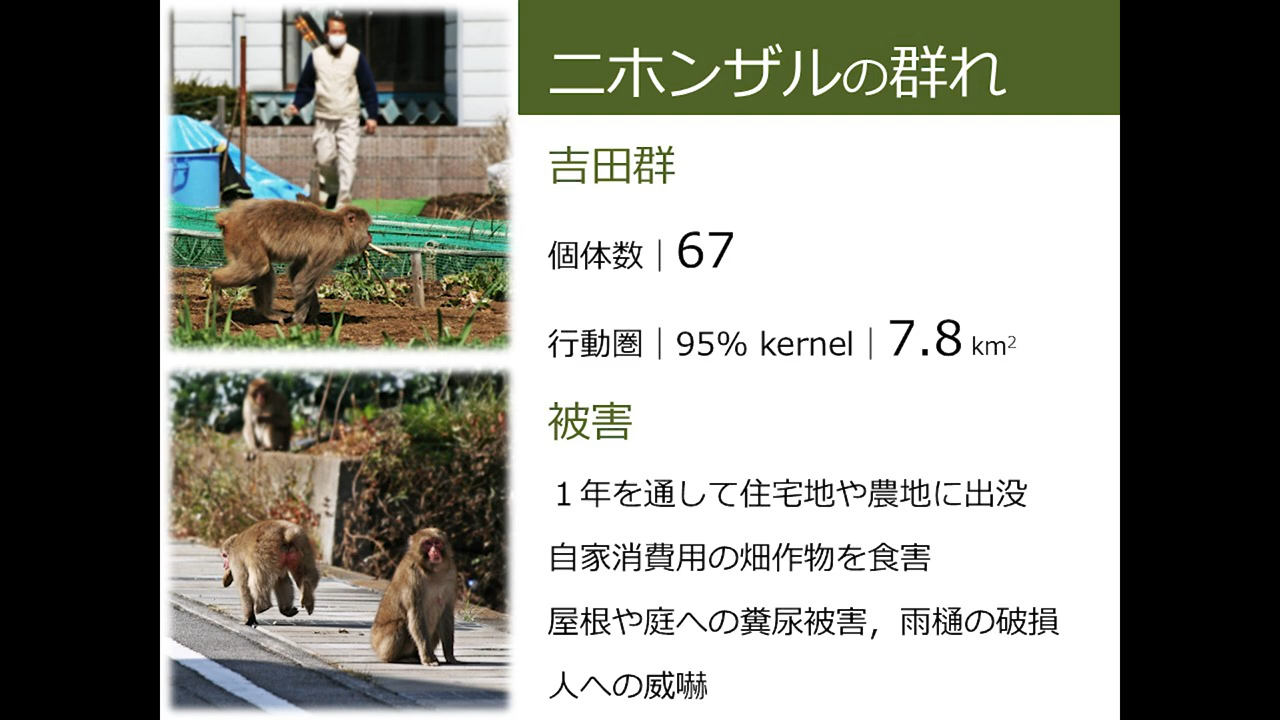 ニホンザルの群れ
吉田群
個体数｜67
行動圏｜95% kernel｜7.8 km²
被害
１年を通して住宅地や農地に出没
自家消費用の畑作物を食害
屋根や庭への糞尿被害，雨樋の破損
人への威嚇